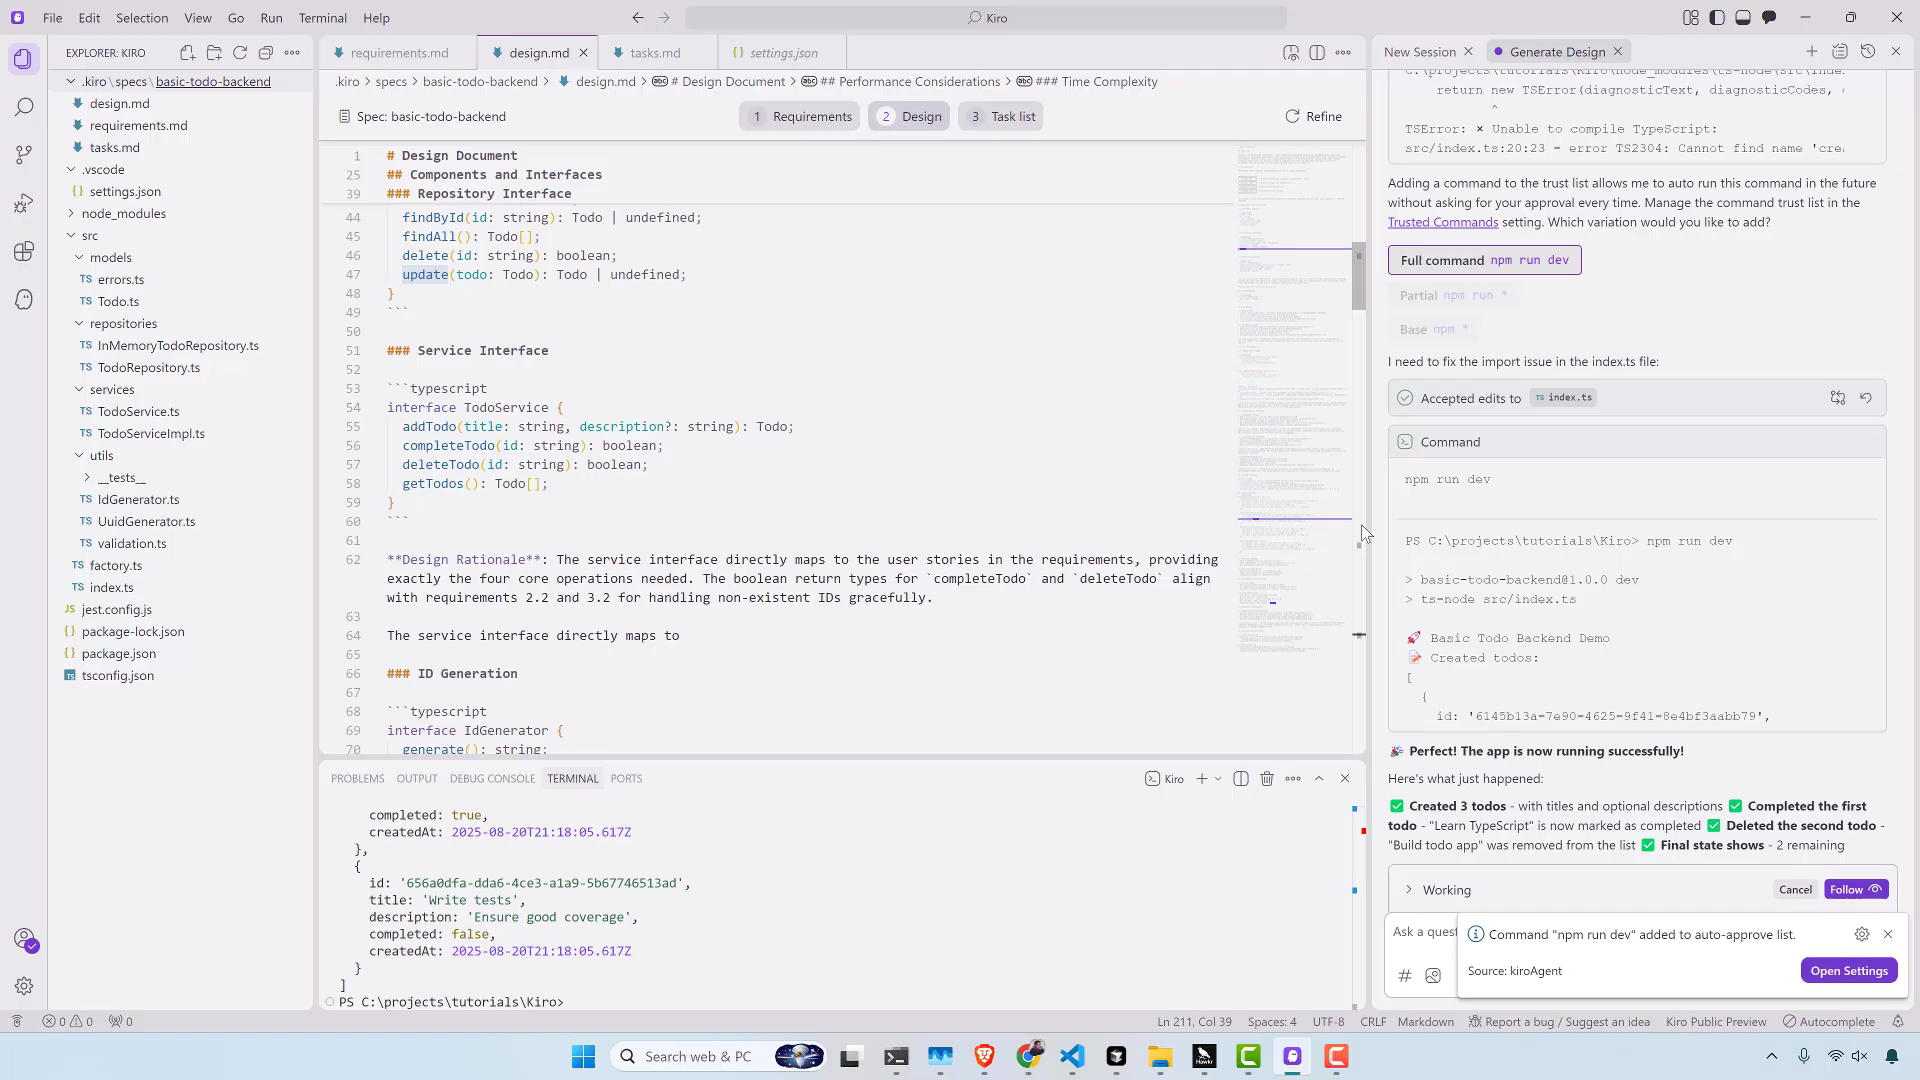 File Edit Selection View Go Run Terminal Help
Kiro
EXPLORER: KIRO
.kiro › specs › basic-todo-backend
design.md
requirements.md
tasks.md
.vscode
settings.json
node_modules
src
models
errors.ts
Todo.ts
repositories
InMemoryTodoRepository.ts
TodoRepository.ts
services
TodoService.ts
TodoServiceImpl.ts
utils
__tests__
IdGenerator.ts
UuidGenerator.ts
validation.ts
factory.ts
index.ts
jest.config.js
package-lock.json
package.json
tsconfig.json
requirements.md design.md tasks.md settings.json
.kiro > specs > basic-todo-backend > design.md > # Design Document > ## Performance Considerations > ### Time Complexity
Spec: basic-todo-backend 1 Requirements 2 Design 3 Task list Refine
1 # Design Document
25 ## Components and Interfaces
39 ### Repository Interface
44 findById(id: string): Todo | undefined;
45 findAll(): Todo[];
46 delete(id: string): boolean;
47 update(todo: Todo): Todo | undefined;
48 }
49 ```
50
51 ### Service Interface
52
53 ```typescript
54 interface TodoService {
55 addTodo(title: string, description?: string): Todo;
56 completeTodo(id: string): boolean;
57 deleteTodo(id: string): boolean;
58 getTodos(): Todo[];
59 }
60 ```
61
62 **Design Rationale**: The service interface directly maps to the user stories in the requirements, providing
exactly the four core operations needed. The boolean return types for `completeTodo` and `deleteTodo` align
with requirements 2.2 and 3.2 for handling non-existent IDs gracefully.
63
64 The service interface directly maps to
65
66 ### ID Generation
67
68 ```typescript
69 interface IdGenerator {
70 generate(): string;
PROBLEMS OUTPUT DEBUG CONSOLE TERMINAL PORTS
Kiro
completed: true,
createdAt: 2025-08-20T21:18:05.617Z
},
{
id: '656a0dfa-dda6-4ce3-a1a9-5b67746513ad',
title: 'Write tests',
description: 'Ensure good coverage',
completed: false,
createdAt: 2025-08-20T21:18:05.617Z
}
]
PS C:\projects\tutorials\Kiro>
New Session Generate Design
C:\projects\tutorials\Kiro\node_modules\ts-node\src\inde
return new TSError(diagnosticText, diagnosticCodes,
^
TSError: ⨯ Unable to compile TypeScript:
src/index.ts:20:23 - error TS2304: Cannot find name 'cre
Adding a command to the trust list allows me to auto run this command in the future
without asking for your approval every time. Manage the command trust list in the
Trusted Commands setting. Which variation would you like to add?
Full command npm run dev
Partial npm run *
Base npm *
I need to fix the import issue in the index.ts file:
Accepted edits to TS index.ts
Command
npm run dev
PS C:\projects\tutorials\Kiro> npm run dev
> basic-todo-backend@1.0.0 dev
> ts-node src/index.ts
🚀 Basic Todo Backend Demo
📝 Created todos:
[
{
id: '6145b13a-7e90-4625-9f41-8e4bf3aabb79',
🎉 Perfect! The app is now running successfully!
Here's what just happened:
✅ Created 3 todos - with titles and optional descriptions ✅ Completed the first
todo - "Learn TypeScript" is now marked as completed ✅ Deleted the second todo -
"Build todo app" was removed from the list ✅ Final state shows - 2 remaining
Working Cancel Follow
Ask a quest
Command "npm run dev" added to auto-approve list.
Source: kiroAgent Open Settings
0 0 0 Ln 211, Col 39 Spaces: 4 UTF-8 CRLF Markdown Report a bug / Suggest an idea Kiro Public Preview Autocomplete
Search web & PC